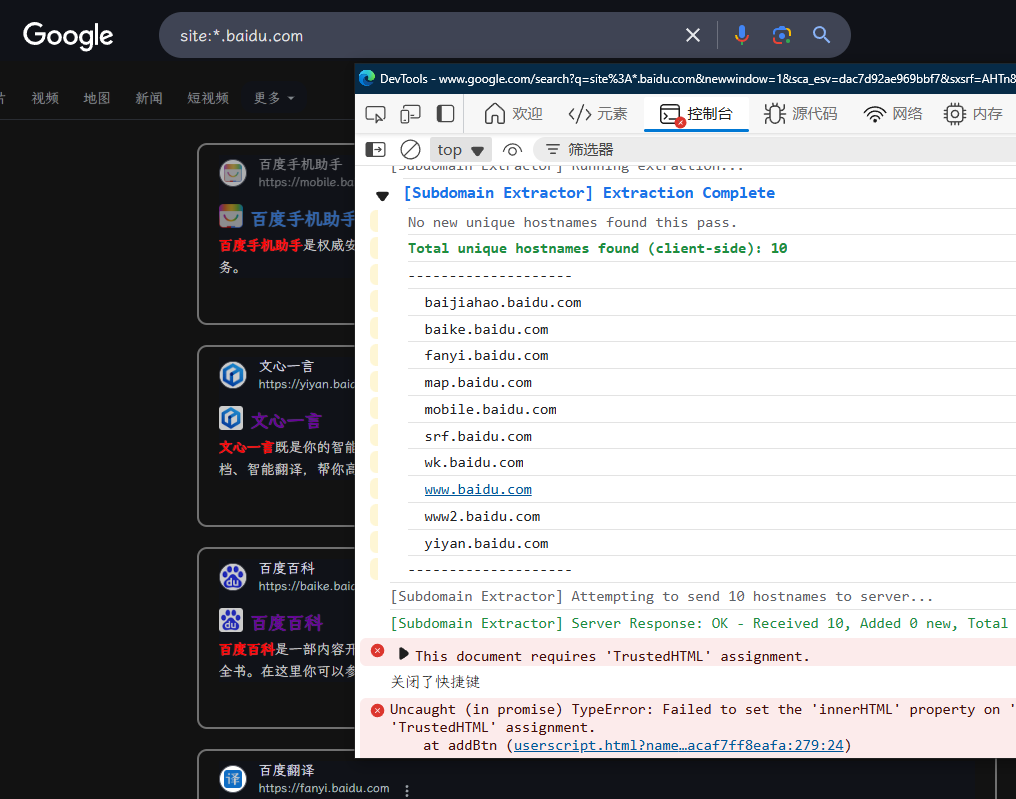 Google
site:*.baidu.com
DevTools - www.google.com/search?q=site%3A*.baidu.com&newwindow=1&sca_esv=dac7d92ae969bbf7&sxsrf=AHTn8
片 视频 地图 新闻 短视频 更多
欢迎 元素 控制台 源代码 网络 内存
top 筛选器
[Subdomain Extractor] Running extraction...
[Subdomain Extractor] Extraction Complete
No new unique hostnames found this pass.
Total unique hostnames found (client-side): 10
--------------------
baijiahao.baidu.com
baike.baidu.com
fanyi.baidu.com
map.baidu.com
mobile.baidu.com
srf.baidu.com
wk.baidu.com
www.baidu.com
www2.baidu.com
yiyan.baidu.com
--------------------
[Subdomain Extractor] Attempting to send 10 hostnames to server...
[Subdomain Extractor] Server Response: OK - Received 10, Added 0 new, Total
This document requires 'TrustedHTML' assignment.
关闭了快捷键
Uncaught (in promise) TypeError: Failed to set the 'innerHTML' property on '
'TrustedHTML' assignment.
at addBtn (userscript.html?name…acaf7ff8eafa:279:24)
百度手机助手
https://mobile.ba
百度手机助手
百度手机助手是权威安
务。
文心一言
https://yiyan.baid
文心一言
文心一言既是你的智能
档、智能翻译，帮你高
百度百科
https://baike.baid
百度百科
百度百科是一部内容开
全书。在这里你可以参
百度翻译
https://fanyi.baidu.com